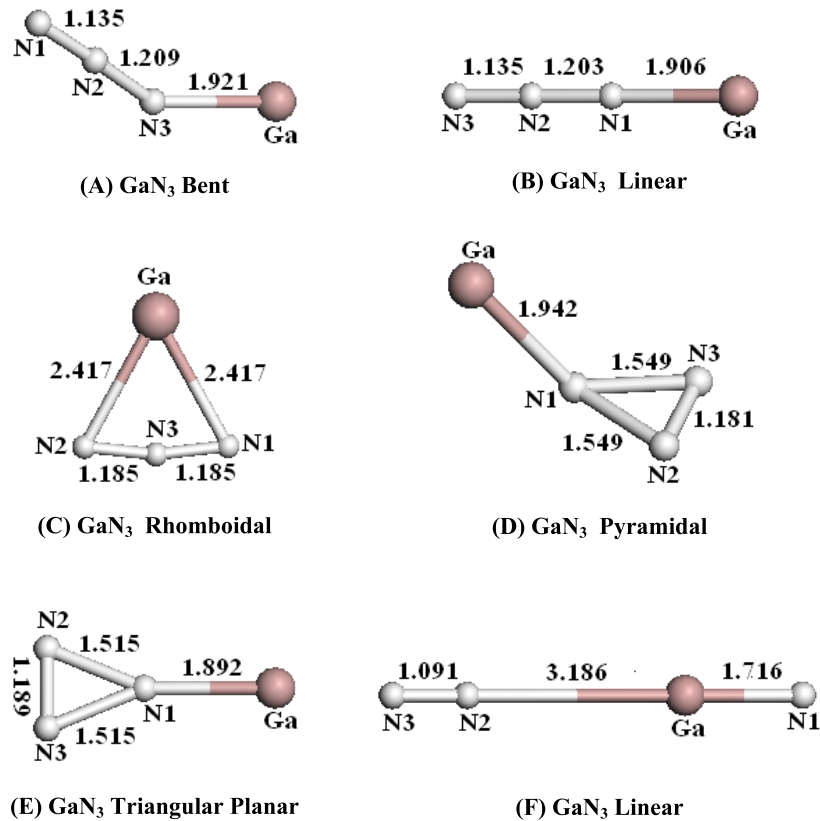 1.135
N1
1.209
N2
1.921
N3
Ga
(A) GaN₃ Bent
1.135 1.203 1.906
N3 N2 N1 Ga
(B) GaN₃ Linear
Ga
2.417
2.417
N2 N3 N1
1.185 1.185
(C) GaN₃ Rhomboidal
Ga
1.942
N3
1.549
N1
1.181
1.549
N2
(D) GaN₃ Pyramidal
N2
1.515
1.892
1.189
N1
Ga
1.515
N3
(E) GaN₃ Triangular Planar
1.091 3.186 1.716
N3 N2 Ga N1
(F) GaN₃ Linear